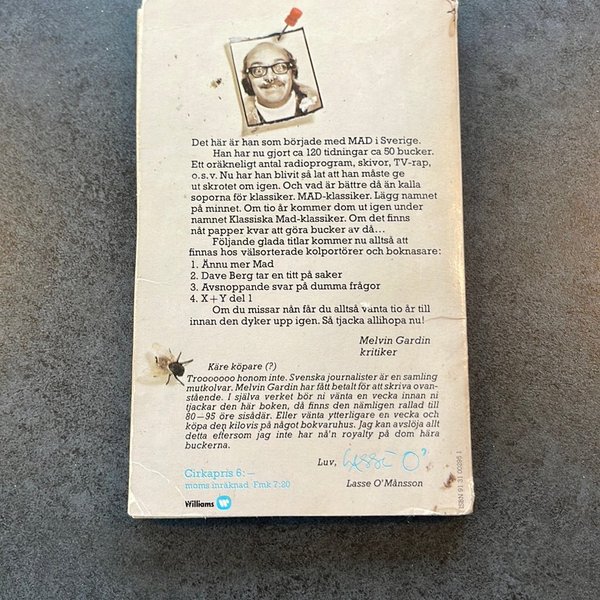 Det här är han som började med MAD i Sverige.
Han har nu gjort ca 120 tidningar ca 50 bucker.
Ett oräkneligt antal radioprogram, skivor, TV-rap,
o.s.v. Nu har han blivit så lat att han måste ge
ut skrotet om igen. Och vad är bättre då än kalla
soporna för klassiker. MAD-klassiker. Lägg namnet
på minnet. Om tio år kommer dom ut igen under
namnet Klassiska Mad-klassiker. Om det finns
nåt papper kvar att göra bucker av då...
Följande glada titlar kommer nu alltså att
finnas hos välsorterade kolportörer och boknasare:
1. Ännu mer Mad
2. Dave Berg tar en titt på saker
3. Avsnoppande svar på dumma frågor
4. X+Y del 1
Om du missar nån får du alltså vänta tio år till
innan den dyker upp igen. Så tjacka allihopa nu!
Melvin Gardin
kritiker
Käre köpare (?)
Trooooooo honom inte. Svenska journalister är en samling
mutkolvar. Melvin Gardin har fått betalt för att skriva ovan-
stående. I själva verket bör ni vänta en vecka innan ni
tjackar den här boken, då finns den nämligen rallad till
80—95 öre sisådär. Eller vänta ytterligare en vecka och
köpa den kilovis på något bokvaruhus. Jag kan avslöja allt
detta eftersom jag inte har nå'n royalty på dom hära
buckerna.
Luv, Lasse O'
Lasse O'Månsson
Cirkapris 6:—
moms inräknad Fmk 7:20
Williams